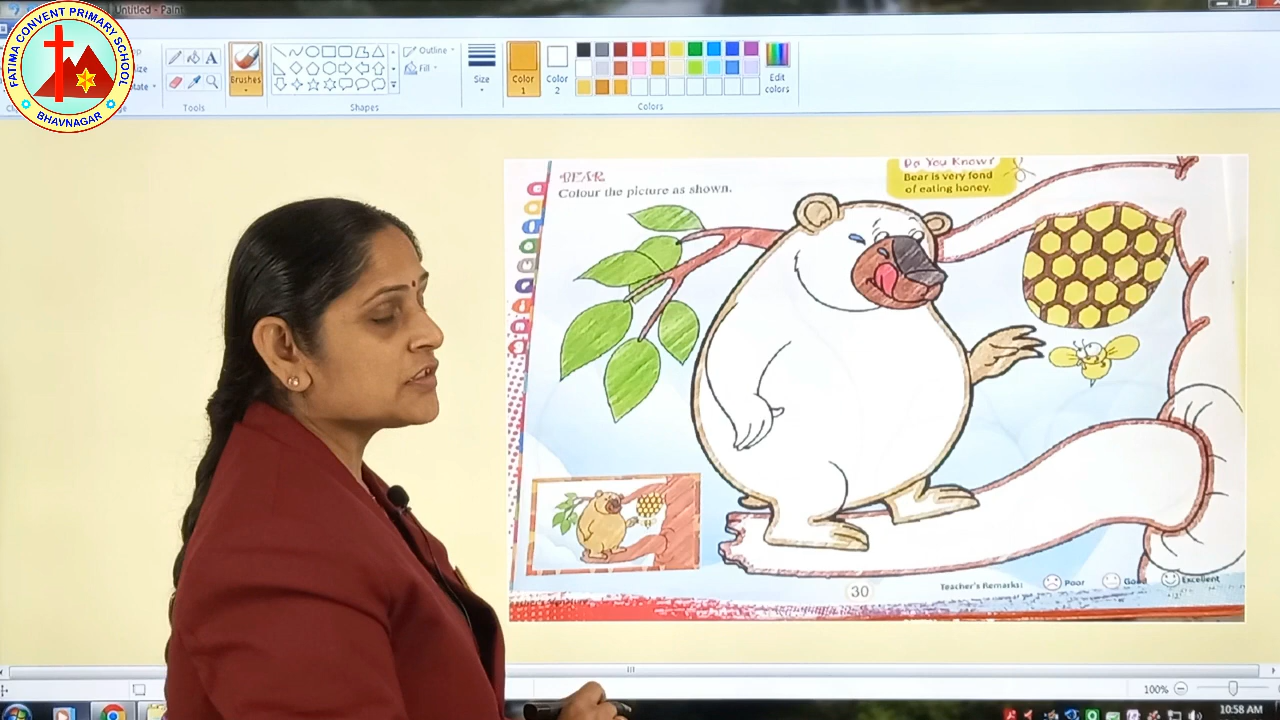 Untitled - Paint
FATIMA CONVENT PRIMARY SCHOOL
BHAVNAGAR
Tools
Brushes
Outline
Fill
Shapes
Size
Color
1
Color
2
Edit
colors
Colors
BEAR
Colour the picture as shown.
Do You Know?
Bear is very fond
of eating honey.
30
Teacher's Remarks:
Poor
Good
Excellent
100%
10:58 AM